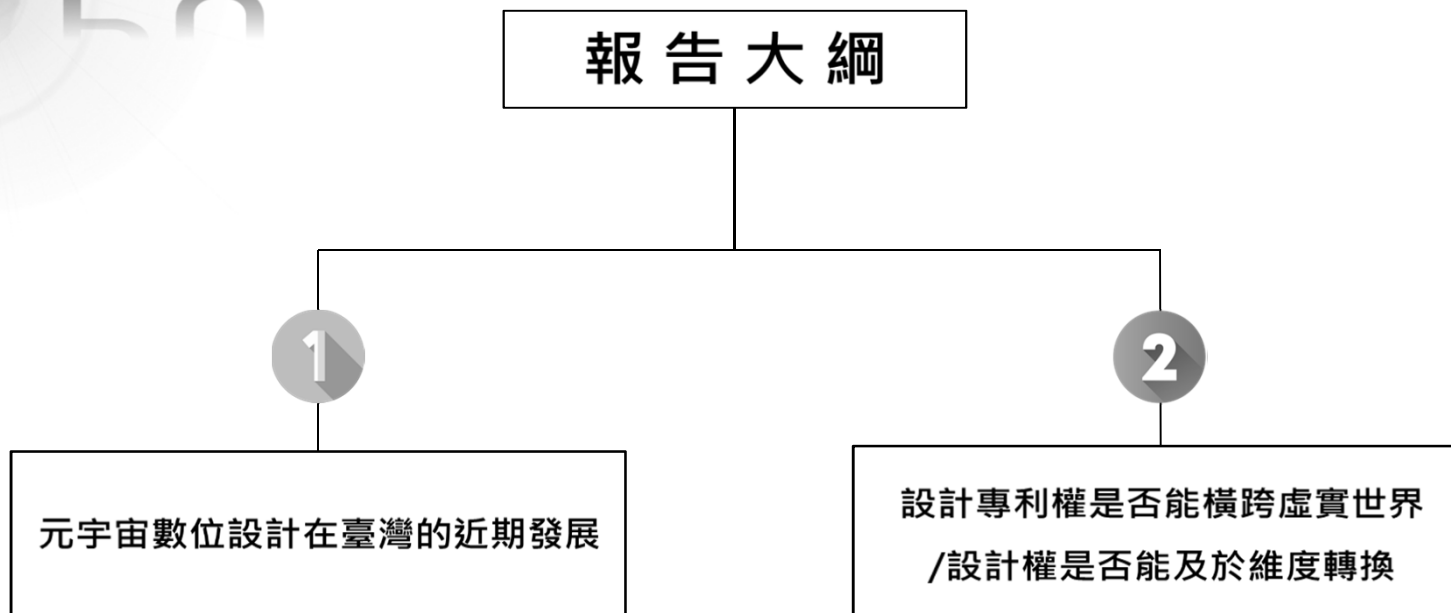 報告大綱
1
2
元宇宙數位設計在臺灣的近期發展
設計專利權是否能橫跨虛實世界
/設計權是否能及於維度轉換